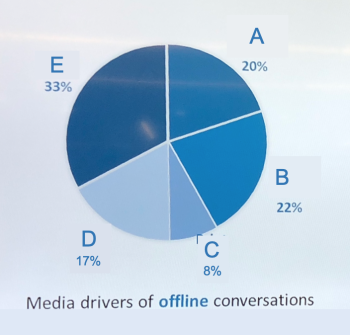 A
20%
E
33%
B
22%
D
17%
C
8%
Media drivers of offline conversations